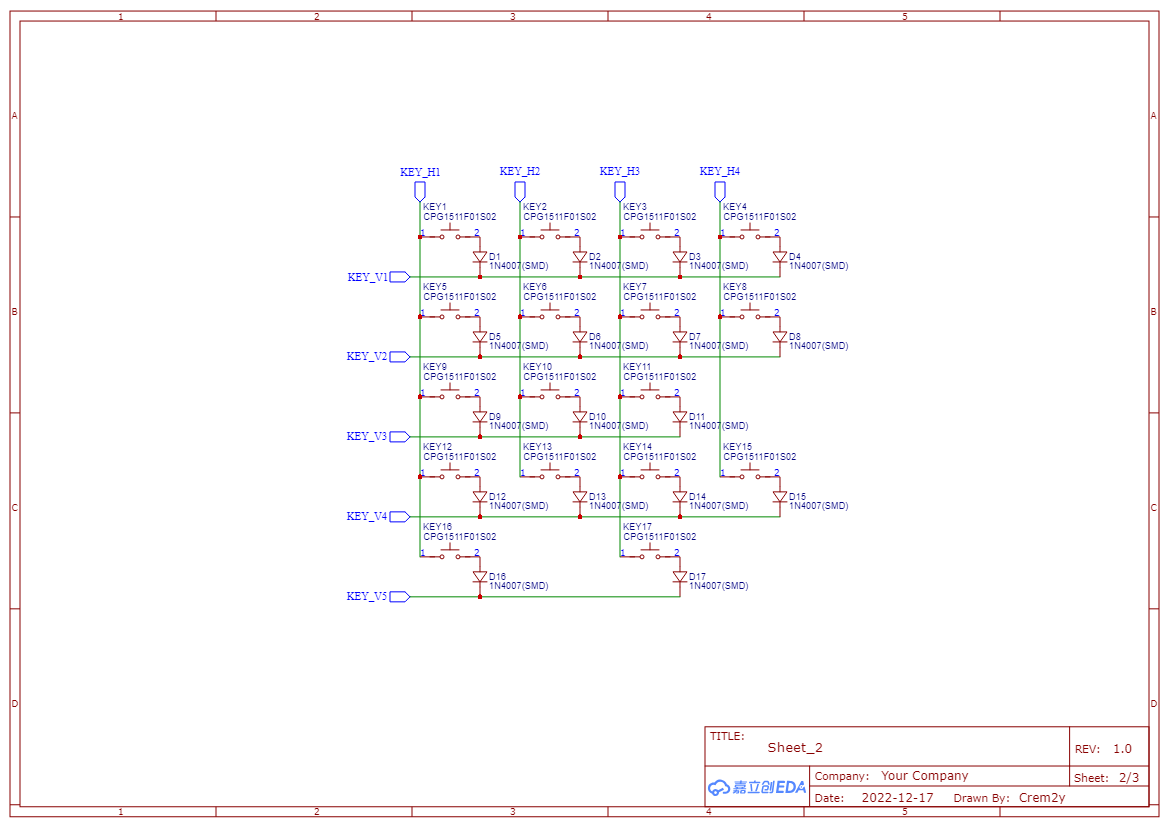 1 2 3 4 5
A A
KEY_H1 KEY_H2 KEY_H3 KEY_H4
KEY1 KEY2 KEY3 KEY4
CPG1511F01S02 CPG1511F01S02 CPG1511F01S02 CPG1511F01S02
1 2 1 2 1 2 1 2
D1 D2 D3 D4
1N4007(SMD) 1N4007(SMD) 1N4007(SMD) 1N4007(SMD)
KEY_V1
KEY5 KEY6 KEY7 KEY8
CPG1511F01S02 CPG1511F01S02 CPG1511F01S02 CPG1511F01S02
B B
1 2 1 2 1 2 1 2
D5 D6 D7 D8
1N4007(SMD) 1N4007(SMD) 1N4007(SMD) 1N4007(SMD)
KEY_V2
KEY9 KEY10 KEY11
CPG1511F01S02 CPG1511F01S02 CPG1511F01S02
1 2 1 2 1 2
D9 D10 D11
1N4007(SMD) 1N4007(SMD) 1N4007(SMD)
KEY_V3
KEY12 KEY13 KEY14 KEY15
CPG1511F01S02 CPG1511F01S02 CPG1511F01S02 CPG1511F01S02
1 2 1 2 1 2 1 2
D12 D13 D14 D15
1N4007(SMD) 1N4007(SMD) 1N4007(SMD) 1N4007(SMD)
C C
KEY_V4
KEY16 KEY17
CPG1511F01S02 CPG1511F01S02
1 2 1 2
D16 D17
1N4007(SMD) 1N4007(SMD)
KEY_V5
D D
TITLE:
Sheet_2
REV: 1.0
嘉立创EDA
Company: Your Company
Sheet: 2/3
Date: 2022-12-17 Drawn By: Crem2y
1 2 3 4 5